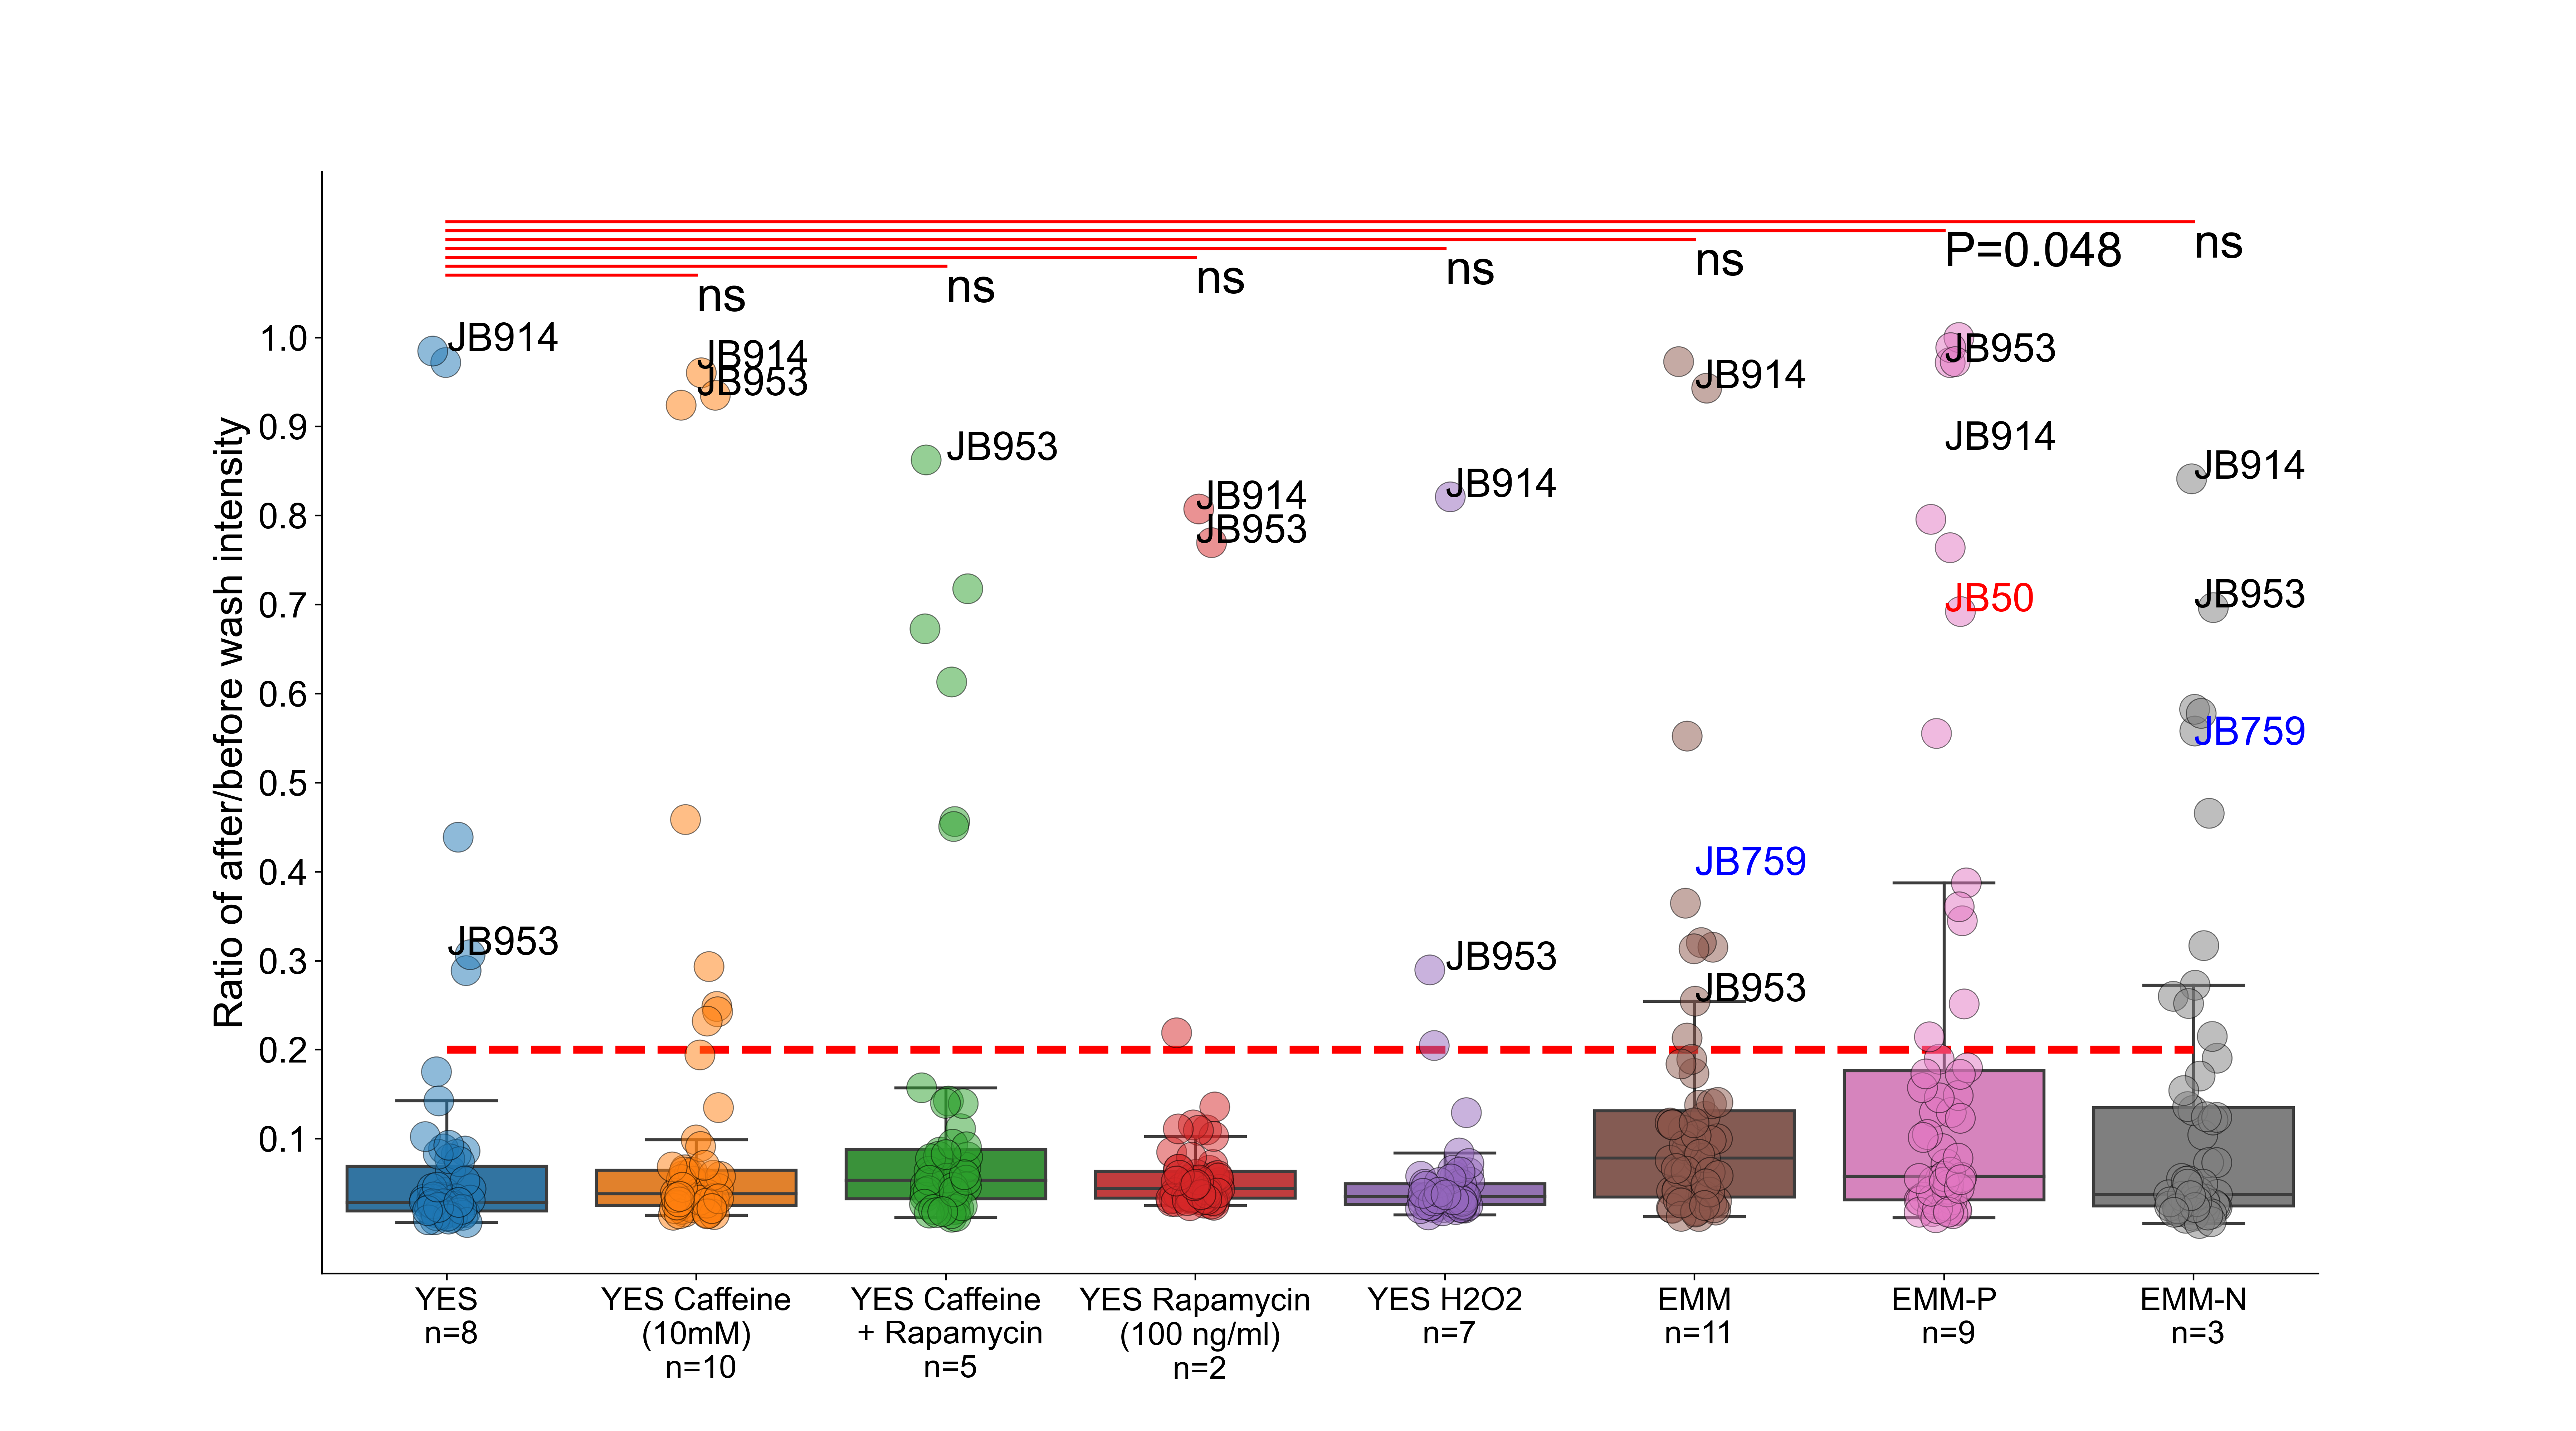 ns
P=0.048
ns
ns
ns
ns
ns
JB914
JB914
JB953
JB953
JB914
JB953
JB914
JB914
JB953
JB914
JB953
JB914
JB50
JB953
JB759
JB759
JB953
JB953
JB953
1.0
0.9
0.8
0.7
0.6
0.5
0.4
0.3
0.2
0.1
Ratio of after/before wash intensity
YES
n=8
YES Caffeine
(10mM)
n=10
YES Caffeine
+ Rapamycin
n=5
YES Rapamycin
(100 ng/ml)
n=2
YES H2O2
n=7
EMM
n=11
EMM-P
n=9
EMM-N
n=3